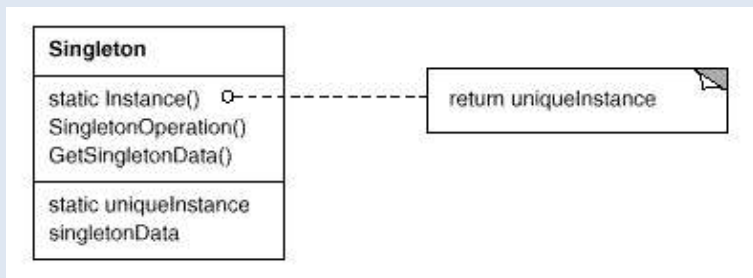 Singleton
static Instance()
SingletonOperation()
GetSingletonData()
static uniqueInstance
singletonData
return uniqueInstance